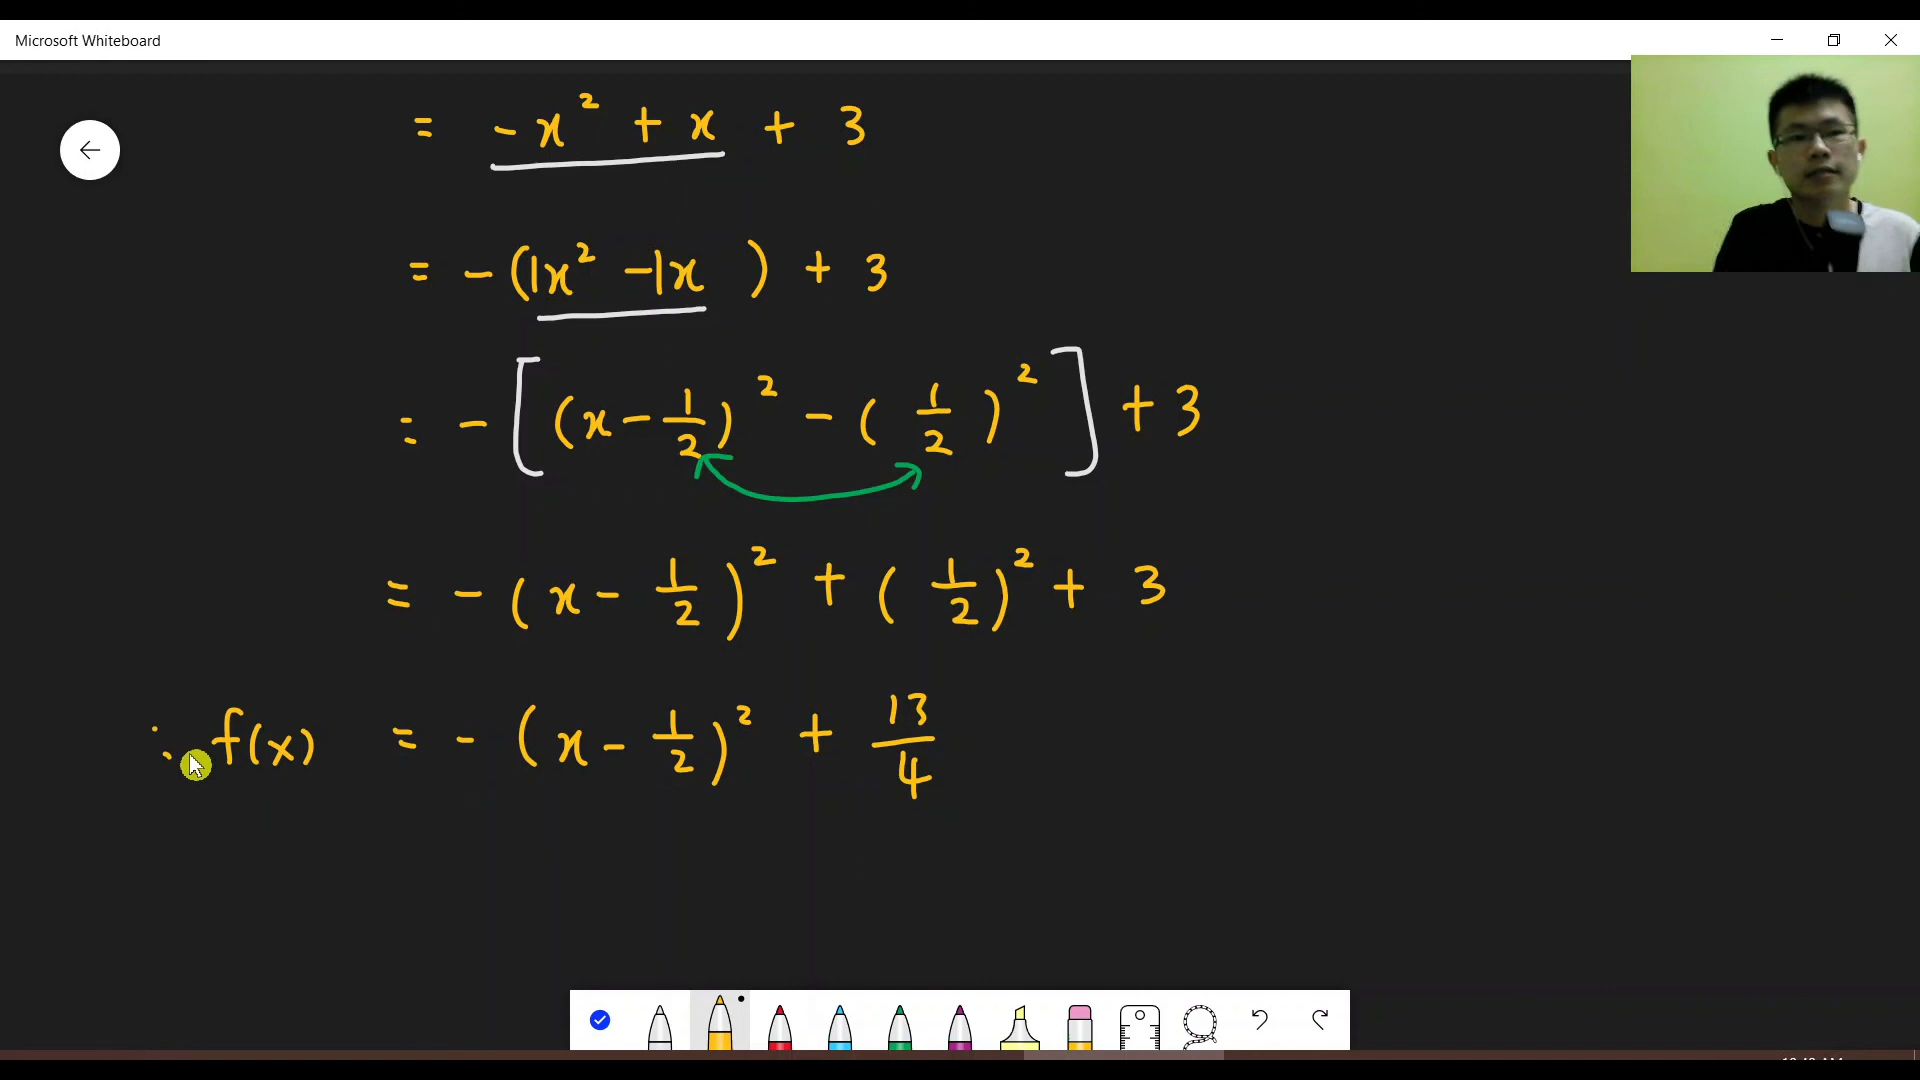 Microsoft Whiteboard
= -x² + x + 3
= -(1x² -1x ) + 3
= -[(x - 1/2)² - (1/2)²] + 3
= -(x - 1/2)² + (1/2)² + 3
∴ f(x) = -(x - 1/2)² + 13/4